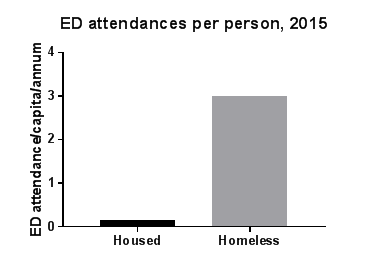 ED attendances per person, 2015
ED attendance/capita/annum
4
3
2
1
0
Housed
Homeless